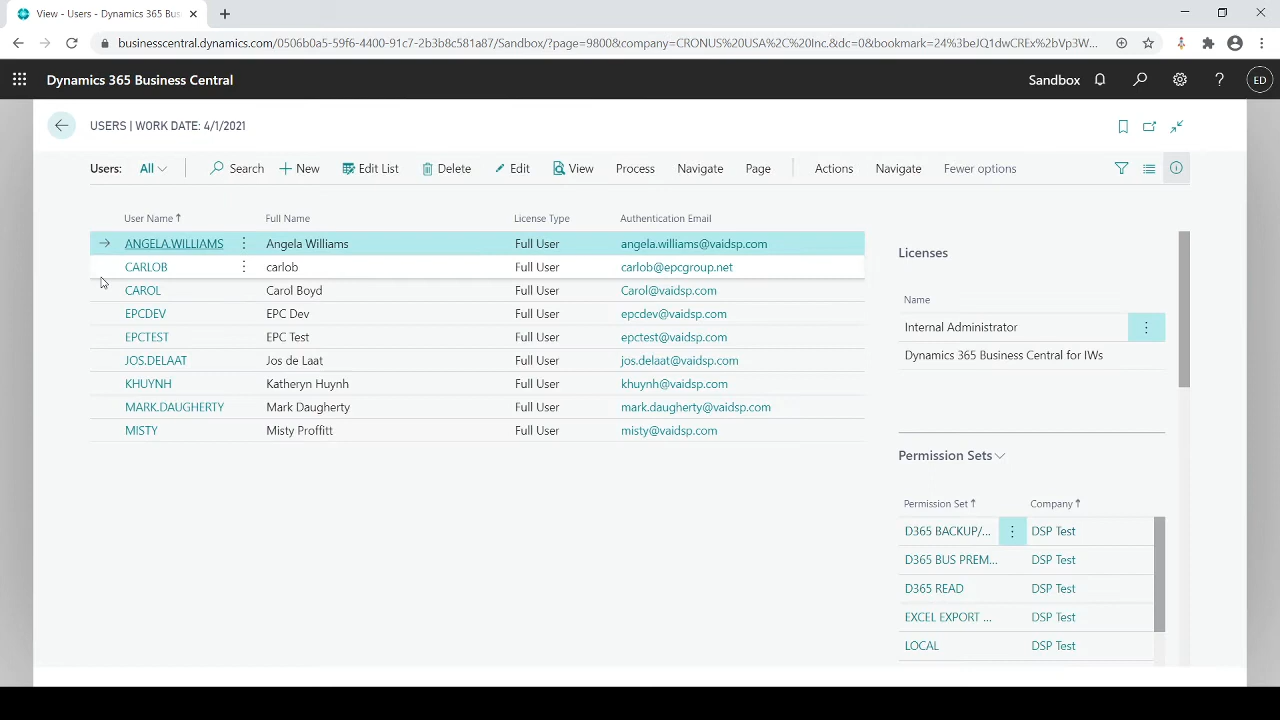 View - Users - Dynamics 365 Busi
businesscentral.dynamics.com/0506b0a5-59f6-4400-91c7-2b3b8c581a87/Sandbox/?page=9800&company=CRONUS%20USA%2C%20Inc.&dc=0&bookmark=24%3beJQ1dwCREx%2bVp3W...
Dynamics 365 Business Central
Sandbox
ED
USERS | WORK DATE: 4/1/2021
Users: All Search New Edit List Delete Edit View Process Navigate Page Actions Navigate Fewer options
User Name Full Name License Type Authentication Email
ANGELA.WILLIAMS Angela Williams Full User angela.williams@vaidsp.com
CARLOB carlob Full User carlob@epcgroup.net
CAROL Carol Boyd Full User Carol@vaidsp.com
EPCDEV EPC Dev Full User epcdev@vaidsp.com
EPCTEST EPC Test Full User epctest@vaidsp.com
JOS.DELAAT Jos de Laat Full User jos.delaat@vaidsp.com
KHUYNH Katheryn Huynh Full User khuynh@vaidsp.com
MARK.DAUGHERTY Mark Daugherty Full User mark.daugherty@vaidsp.com
MISTY Misty Proffitt Full User misty@vaidsp.com
Licenses
Name
Internal Administrator
Dynamics 365 Business Central for IWs
Permission Sets
Permission Set Company
D365 BACKUP/... DSP Test
D365 BUS PREM... DSP Test
D365 READ DSP Test
EXCEL EXPORT ... DSP Test
LOCAL DSP Test